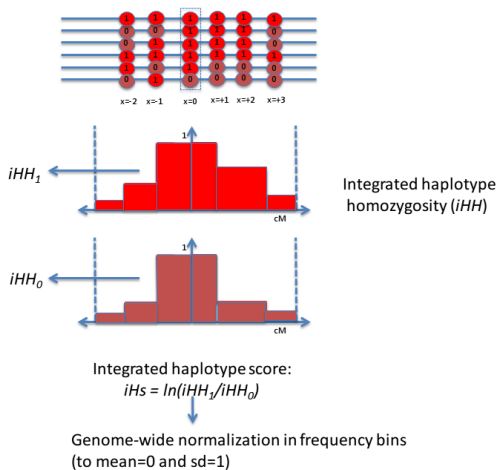 1 1 1 1 1 1
0 0 1 1 1 0
0 1 1 1 1 0
1 1 1 1 1 1
1 0 1 0 0 0
0 1 0 0 0 0
x=-2 x=-1 x=0 x=+1 x=+2 x=+3
1
iHH1
Integrated haplotype
homozygosity (iHH)
cM
1
iHH0
cM
Integrated haplotype score:
iHs = ln(iHH1/iHH0)
Genome-wide normalization in frequency bins
(to mean=0 and sd=1)